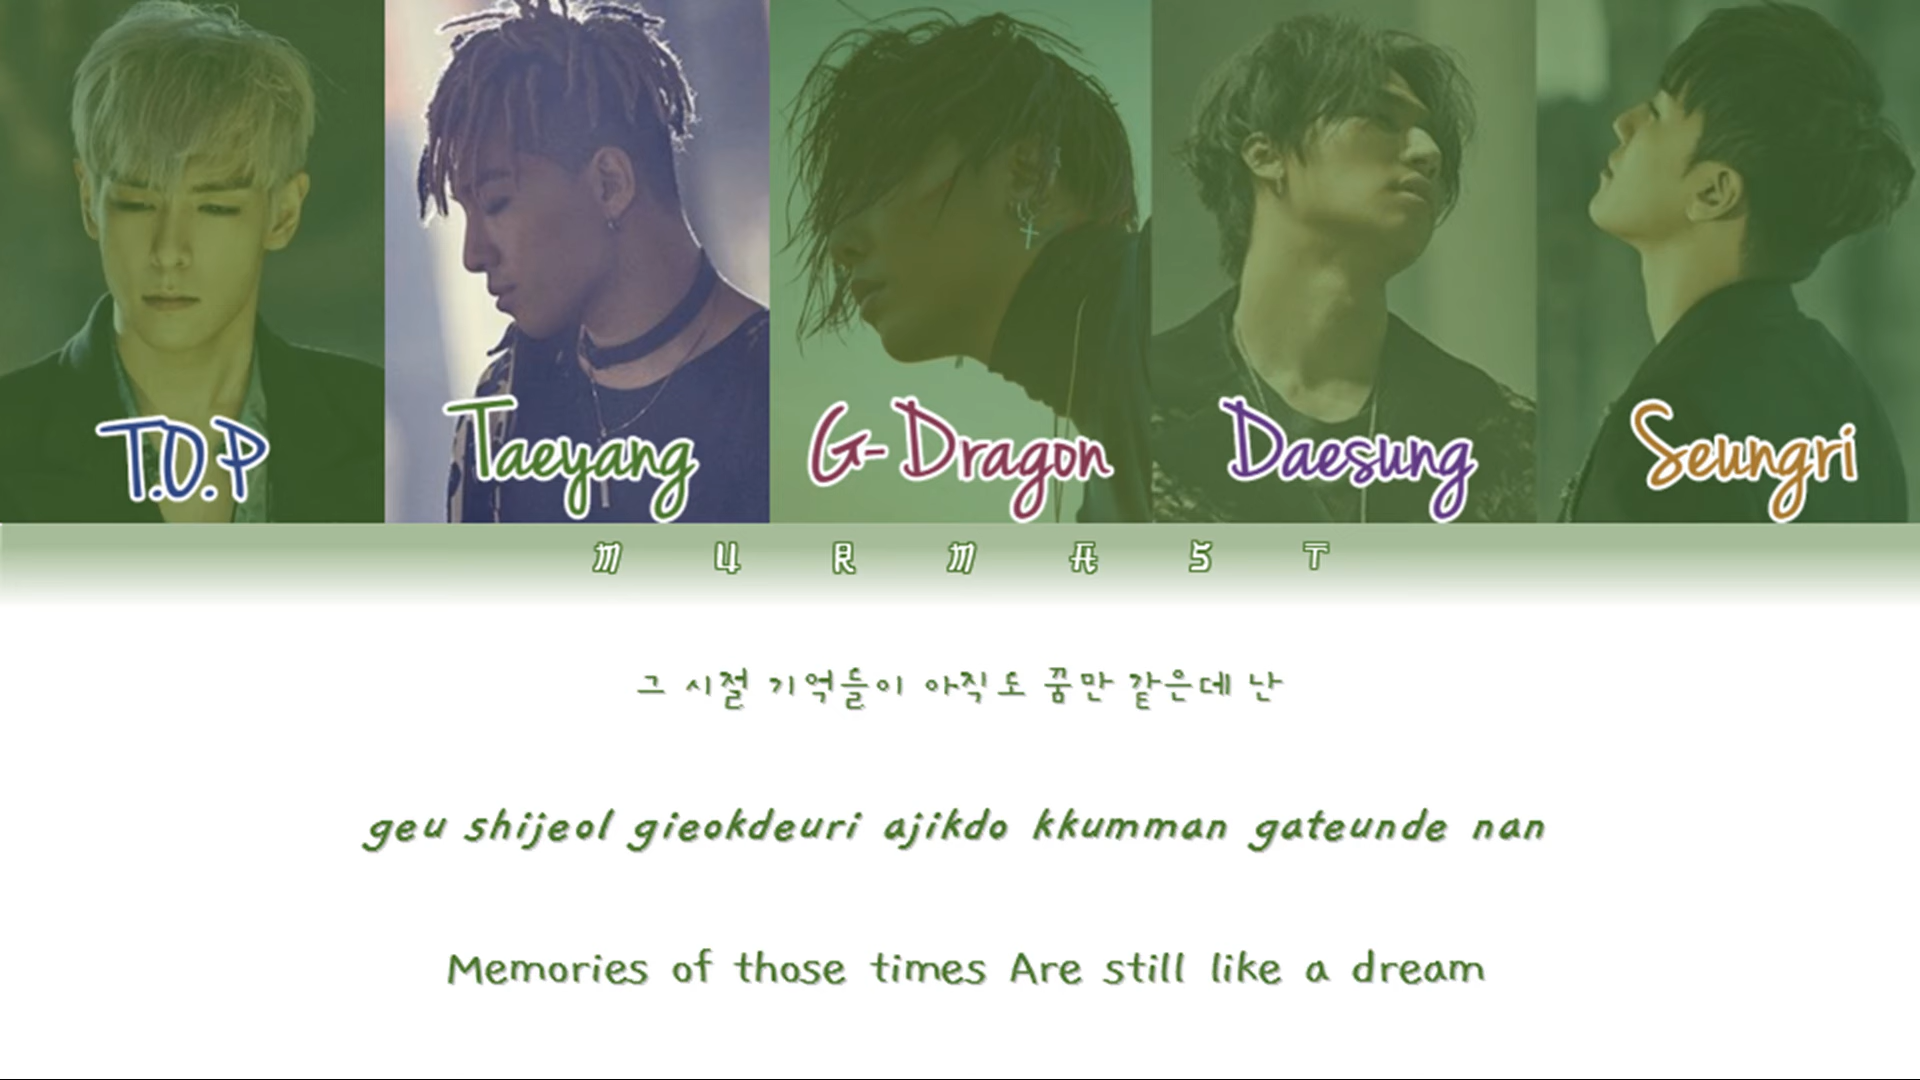 T.O.P Taeyang G-Dragon Daesung Seungri
MURMAST
그 시절 기억들이 아직도 꿈만 같은데 난
geu shijeol gieokdeuri ajikdo kkumman gateunde nan
Memories of those times Are still like a dream